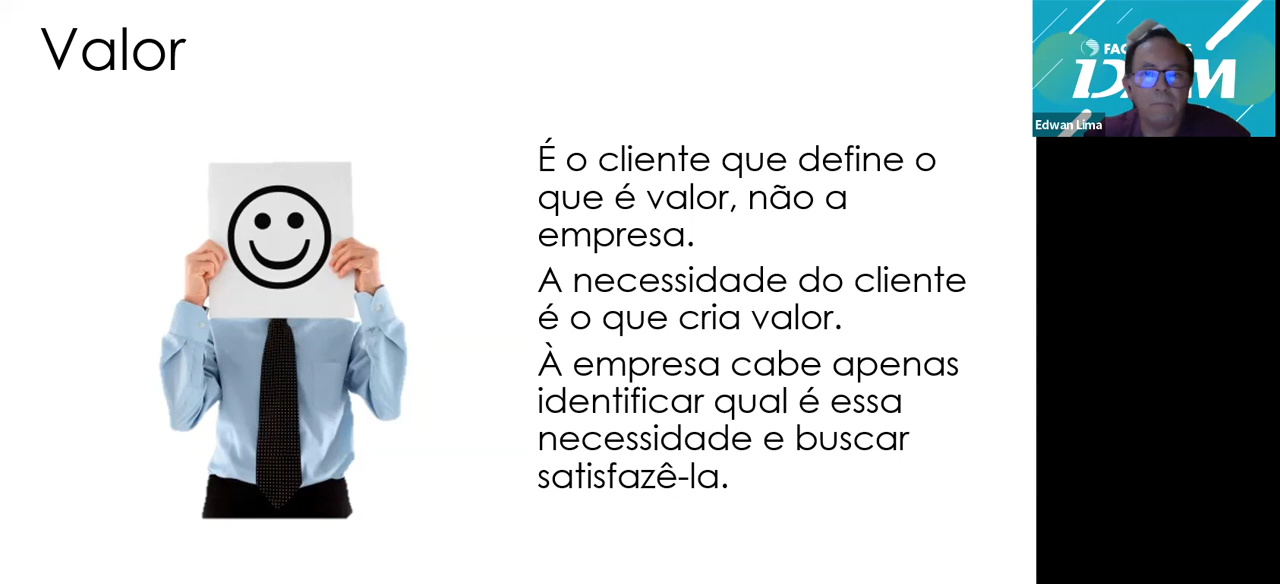 Valor
É o cliente que define o
que é valor, não a
empresa.
A necessidade do cliente
é o que cria valor.
À empresa cabe apenas
identificar qual é essa
necessidade e buscar
satisfazê-la.
Edwan Lima